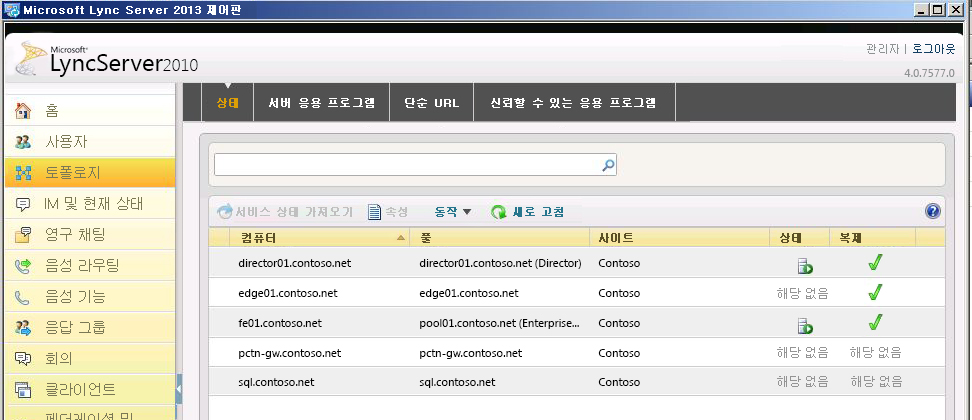 Microsoft Lync Server 2013 제어판
Microsoft®
LyncServer2010
관리자 | 로그아웃
4.0.7577.0
상태 서버 응용 프로그램 단순 URL 신뢰할 수 있는 응용 프로그램
홈
사용자
토폴로지
IM 및 현재 상태
영구 채팅
음성 라우팅
음성 기능
응답 그룹
회의
클라이언트
페더레이션 및
서비스 상태 가져오기 속성 동작 ▼ 새로 고침
컴퓨터 풀 사이트 상태 복제
director01.contoso.net director01.contoso.net (Director) Contoso
edge01.contoso.net edge01.contoso.net Contoso 해당 없음
fe01.contoso.net pool01.contoso.net (Enterprise... Contoso
pctn-gw.contoso.net pctn-gw.contoso.net Contoso 해당 없음 해당 없음
sql.contoso.net sql.contoso.net Contoso 해당 없음 해당 없음